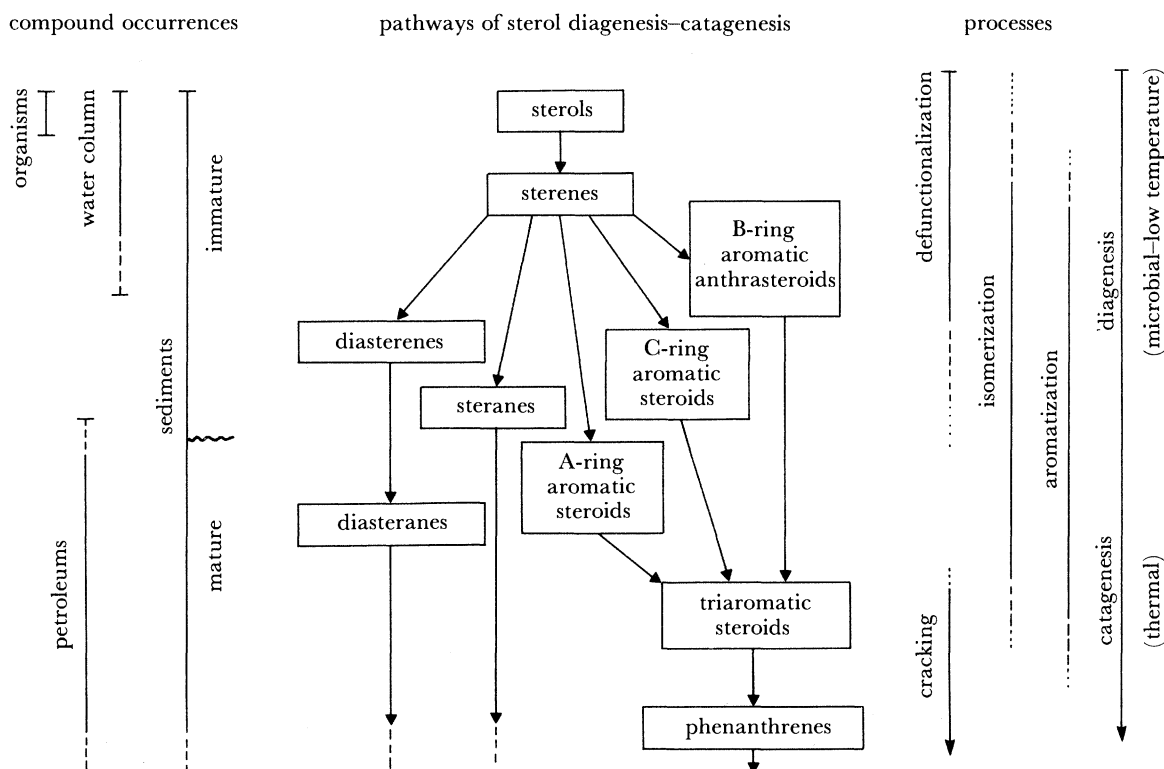 compound occurrences
pathways of sterol diagenesis–catagenesis
processes
organisms
water column
immature
sediments
mature
petroleums
sterols
sterenes
B-ring
aromatic
anthrasteroids
diasterenes
C-ring
aromatic
steroids
steranes
A-ring
aromatic
steroids
diasteranes
triaromatic
steroids
phenanthrenes
defunctionalization
cracking
isomerization
aromatization
diagenesis
catagenesis
(microbial–low temperature)
(thermal)